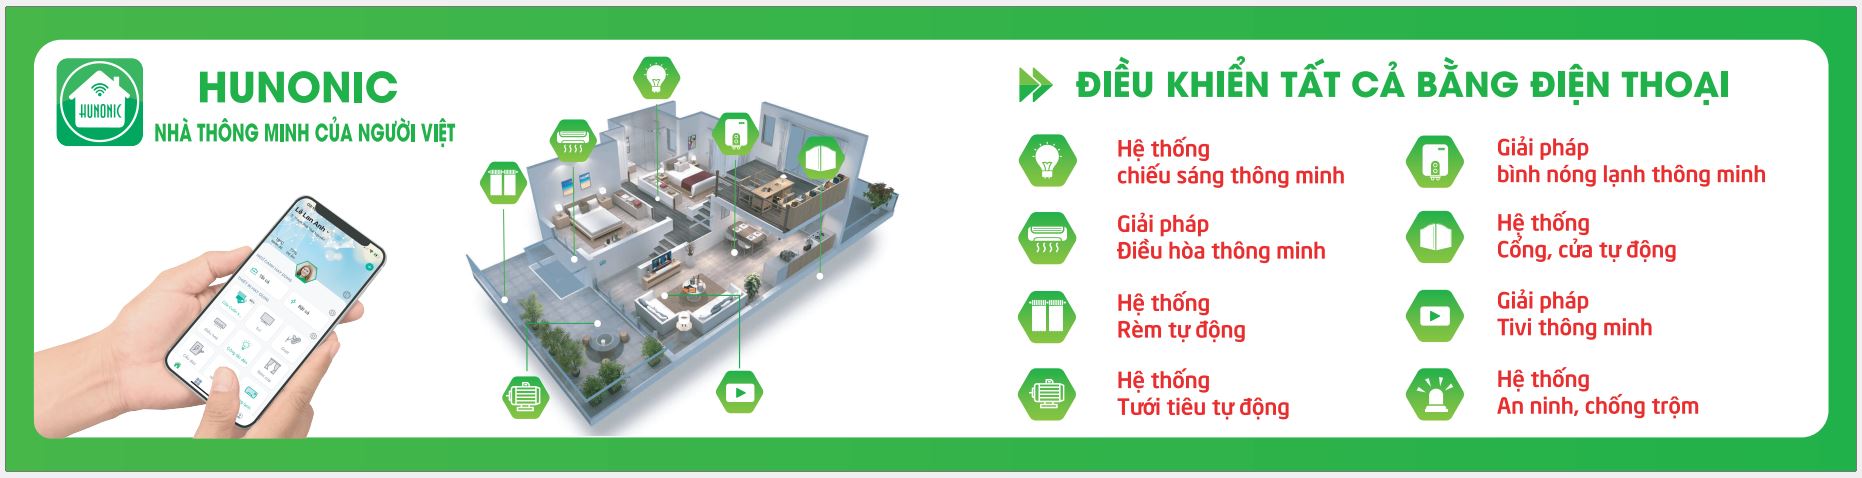 HUNONIC
HUNONIC
NHÀ THÔNG MINH CỦA NGƯỜI VIỆT
Lê Lan Anh
ĐIỀU KHIỂN TẤT CẢ BẰNG ĐIỆN THOẠI
Hệ thống
chiếu sáng thông minh
Giải pháp
Điều hòa thông minh
Hệ thống
Rèm tự động
Hệ thống
Tưới tiêu tự động
Giải pháp
bình nóng lạnh thông minh
Hệ thống
Cổng, cửa tự động
Giải pháp
Tivi thông minh
Hệ thống
An ninh, chống trộm